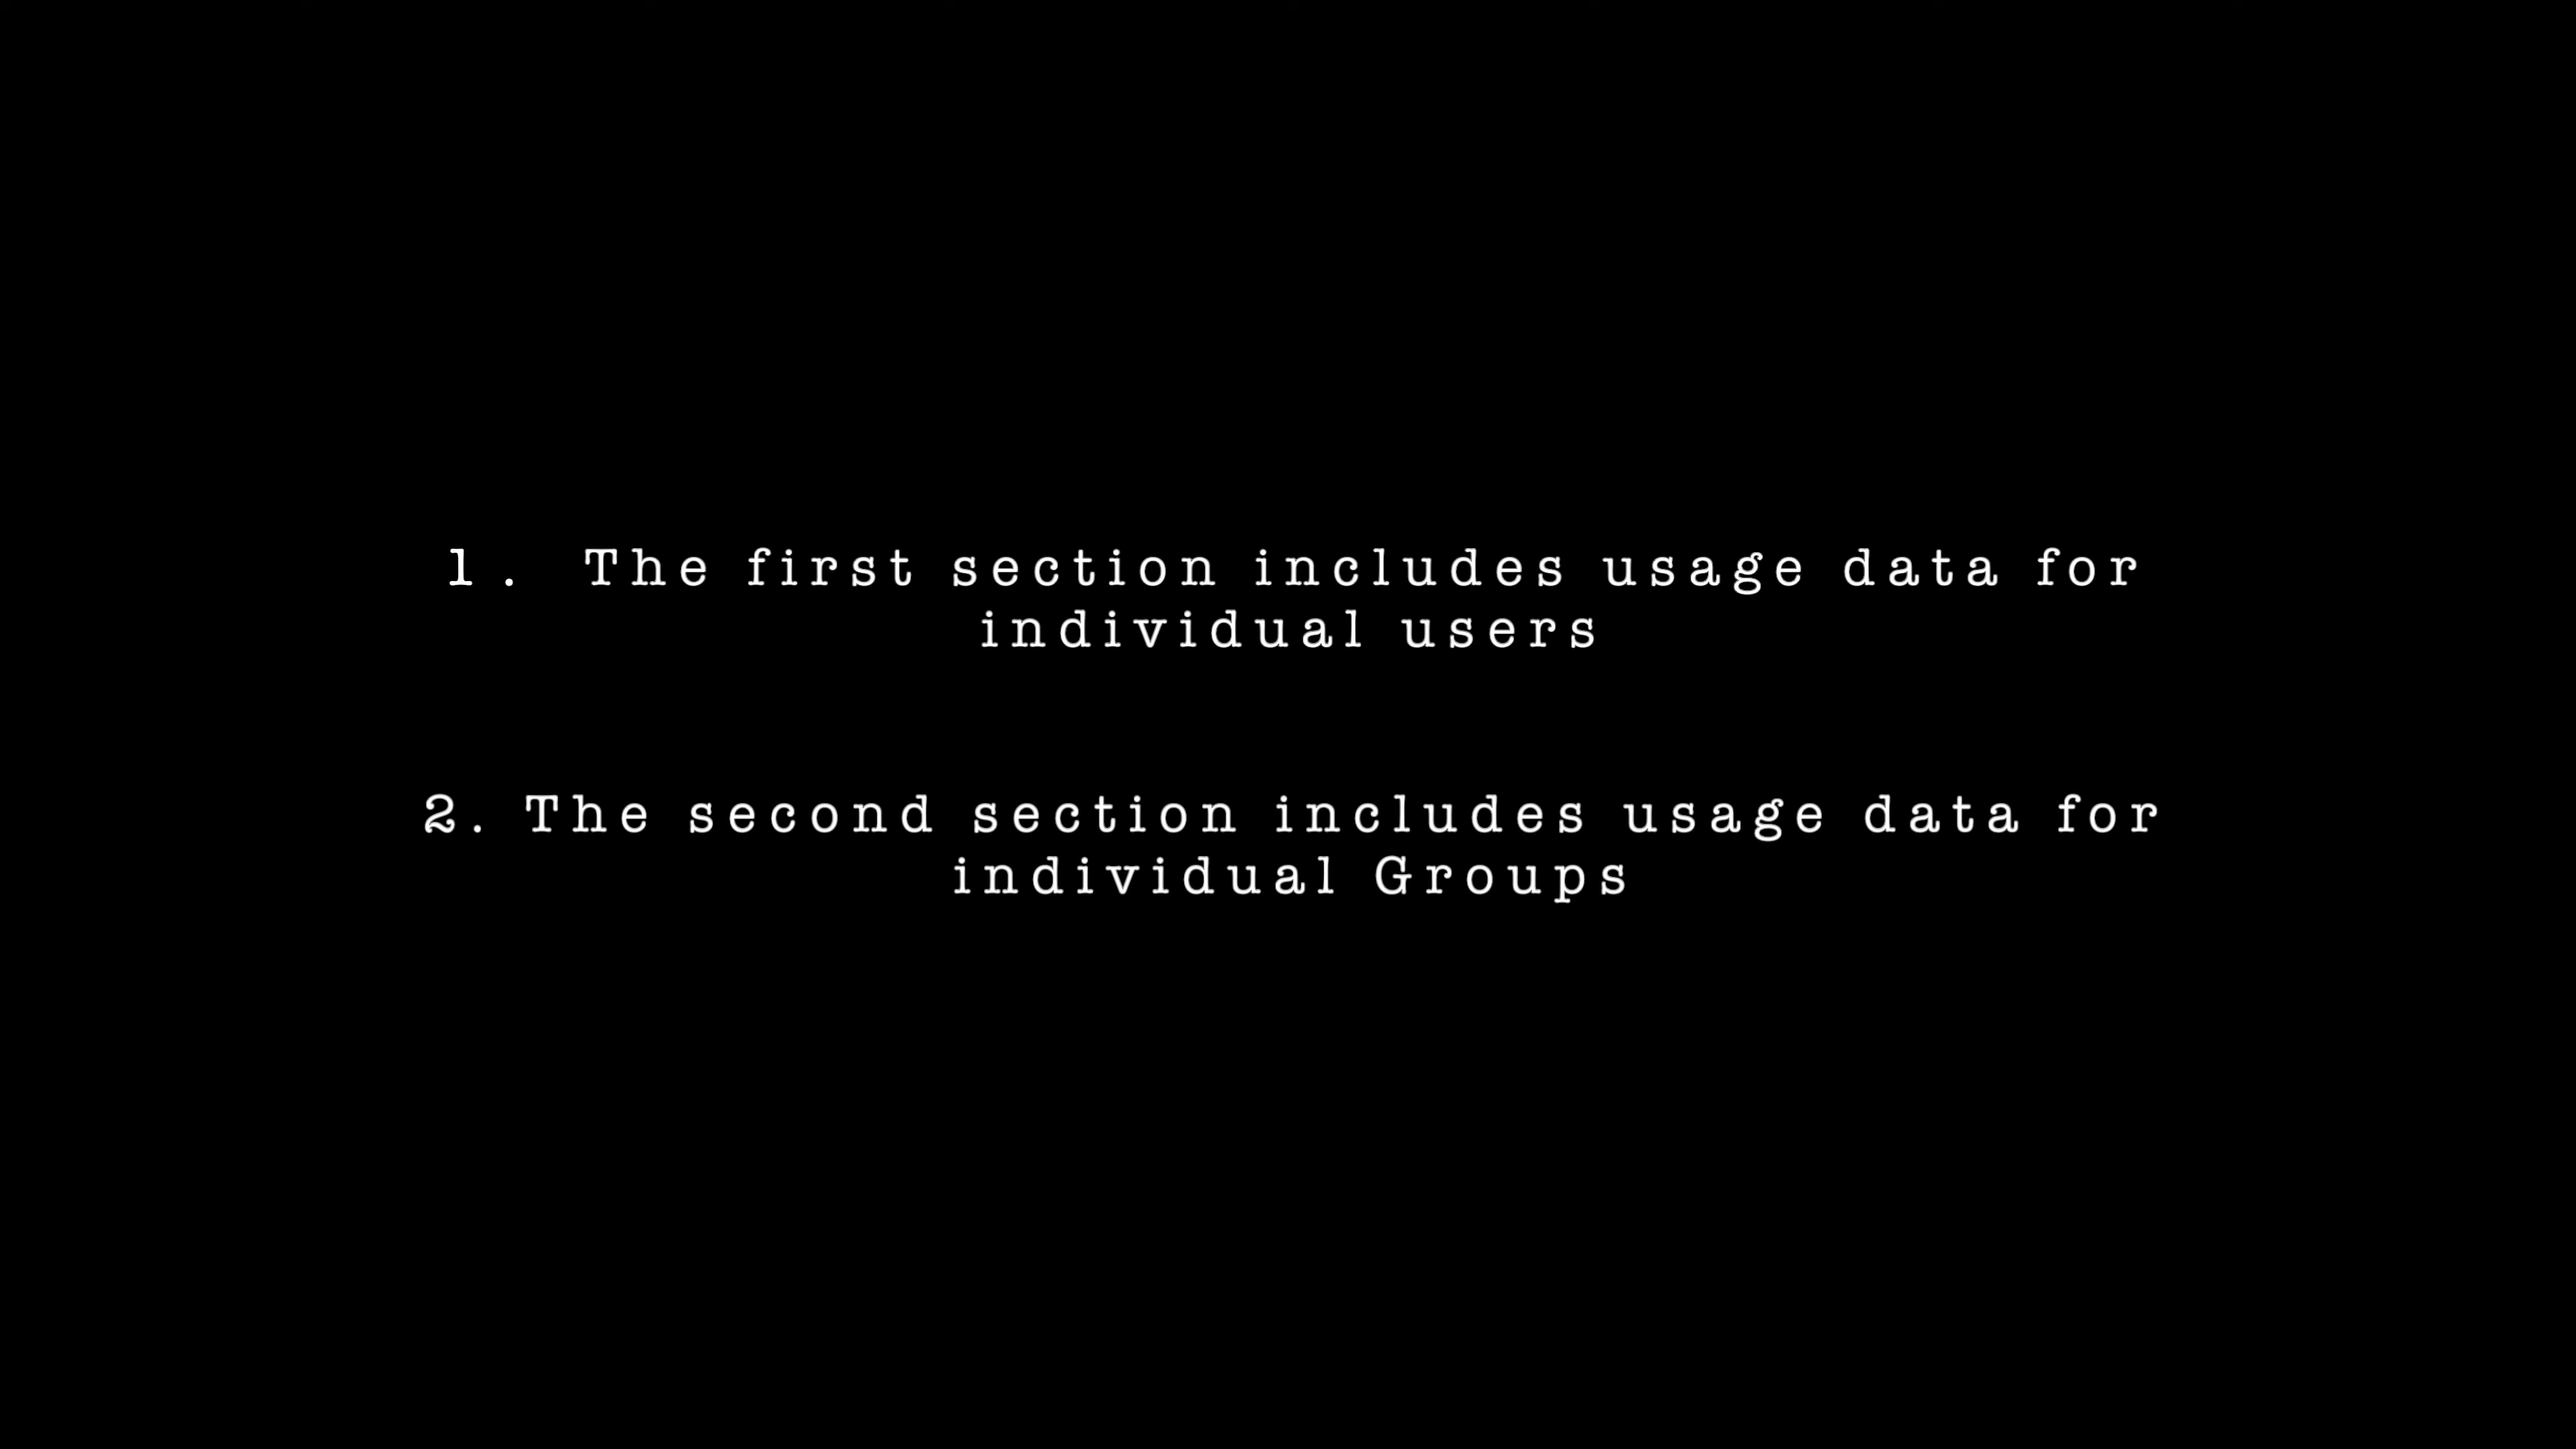 1. The first section includes usage data for
individual users
2. The second section includes usage data for
individual Groups